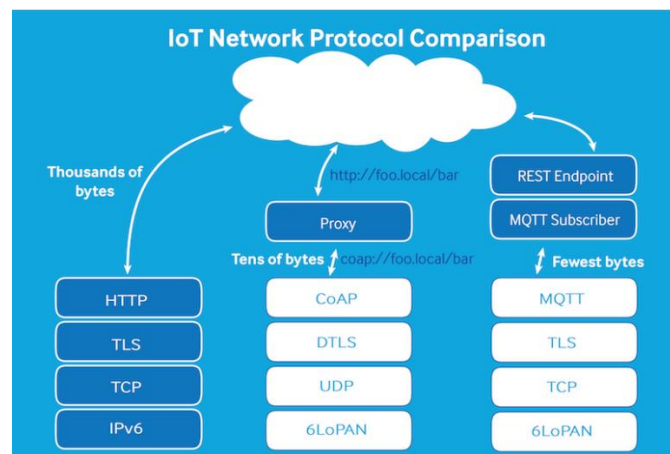 IoT Network Protocol Comparison
Thousands of
bytes
http://foo.local/bar
REST Endpoint
Proxy
MQTT Subscriber
Tens of bytes
coap://foo.local/bar
Fewest bytes
HTTP
CoAP
MQTT
TLS
DTLS
TLS
TCP
UDP
TCP
IPv6
6LoPAN
6LoPAN